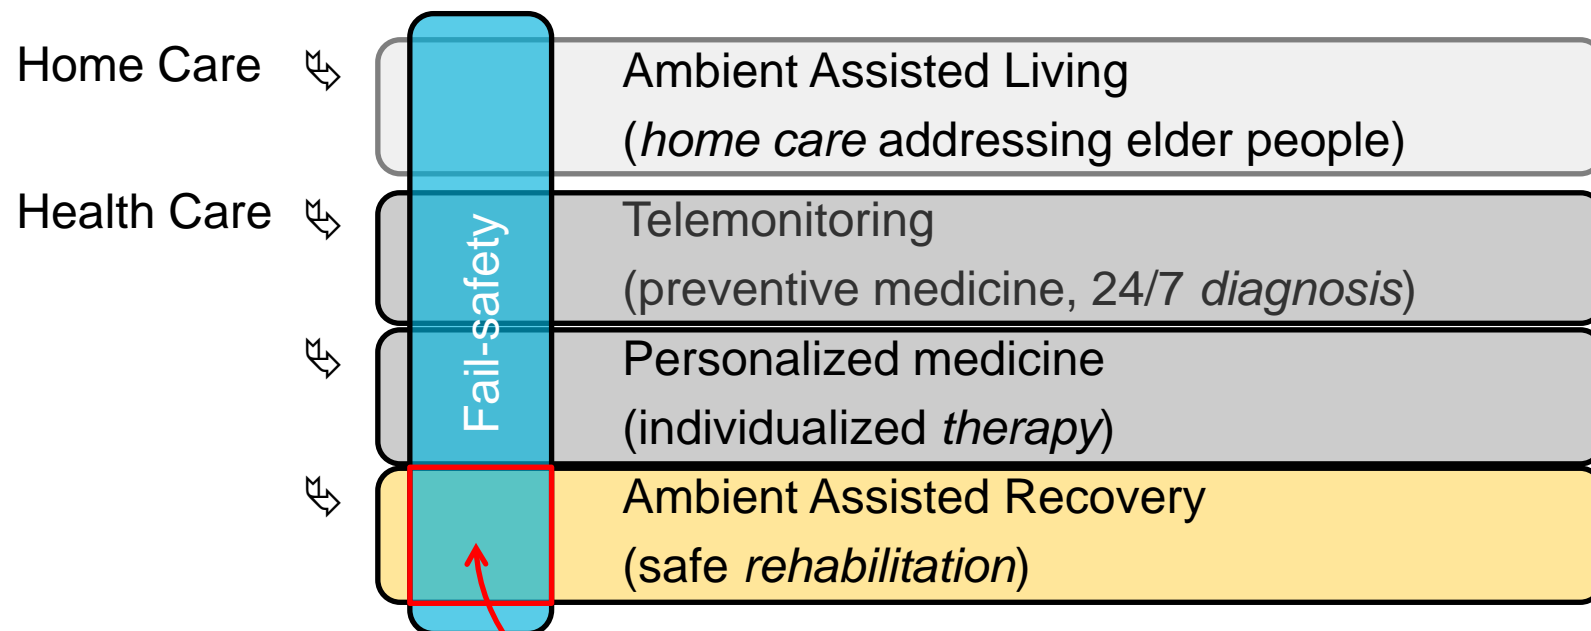 Home Care
Ambient Assisted Living
(home care addressing elder people)
Health Care
Telemonitoring
(preventive medicine, 24/7 diagnosis)
Fail-safety
Personalized medicine
(individualized therapy)
Ambient Assisted Recovery
(safe rehabilitation)